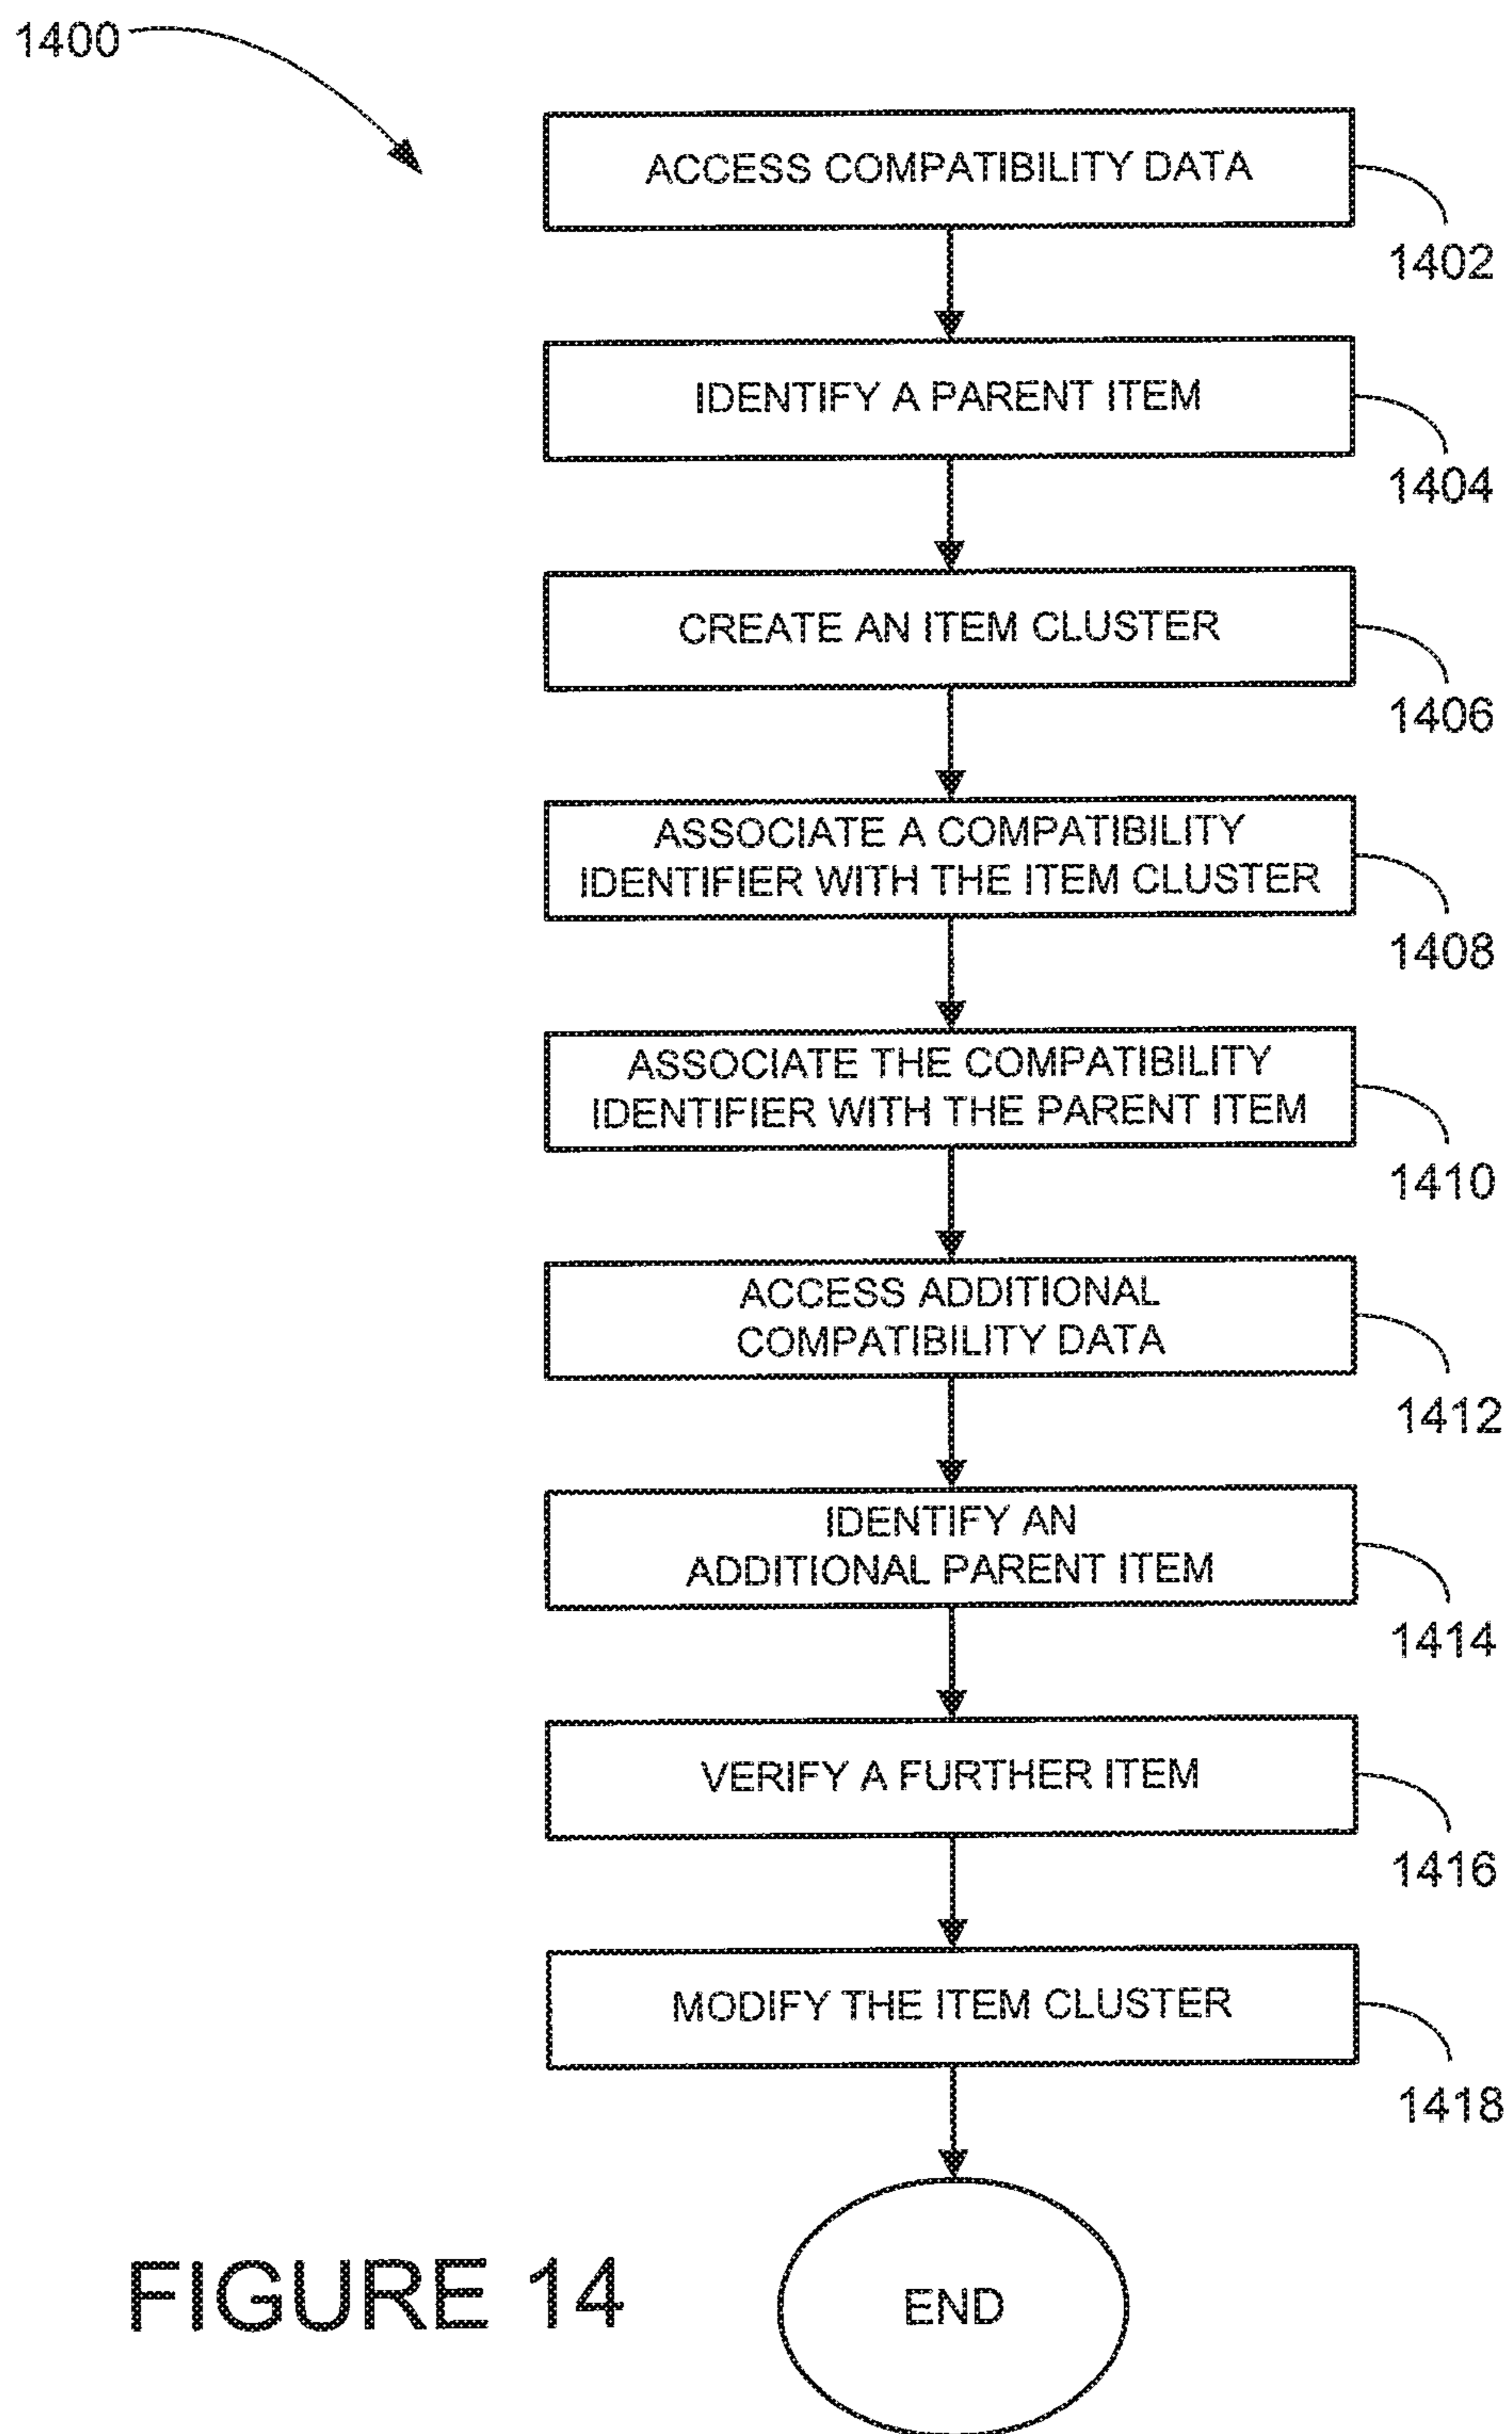 1400
ACCESS COMPATIBILITY DATA
1402
IDENTIFY A PARENT ITEM
1404
CREATE AN ITEM CLUSTER
1406
ASSOCIATE A COMPATIBILITY
IDENTIFIER WITH THE ITEM CLUSTER
1408
ASSOCIATE THE COMPATIBILITY
IDENTIFIER WITH THE PARENT ITEM
1410
ACCESS ADDITIONAL
COMPATIBILITY DATA
1412
IDENTIFY AN
ADDITIONAL PARENT ITEM
1414
VERIFY A FURTHER ITEM
1416
MODIFY THE ITEM CLUSTER
1418
END
FIGURE 14